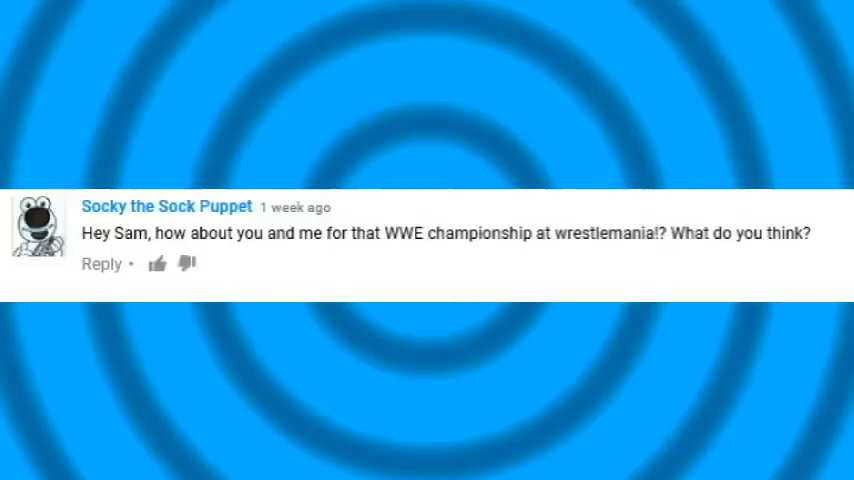 Socky the Sock Puppet 1 week ago
Hey Sam, how about you and me for that WWE championship at wrestlemania!? What do you think?
Reply •